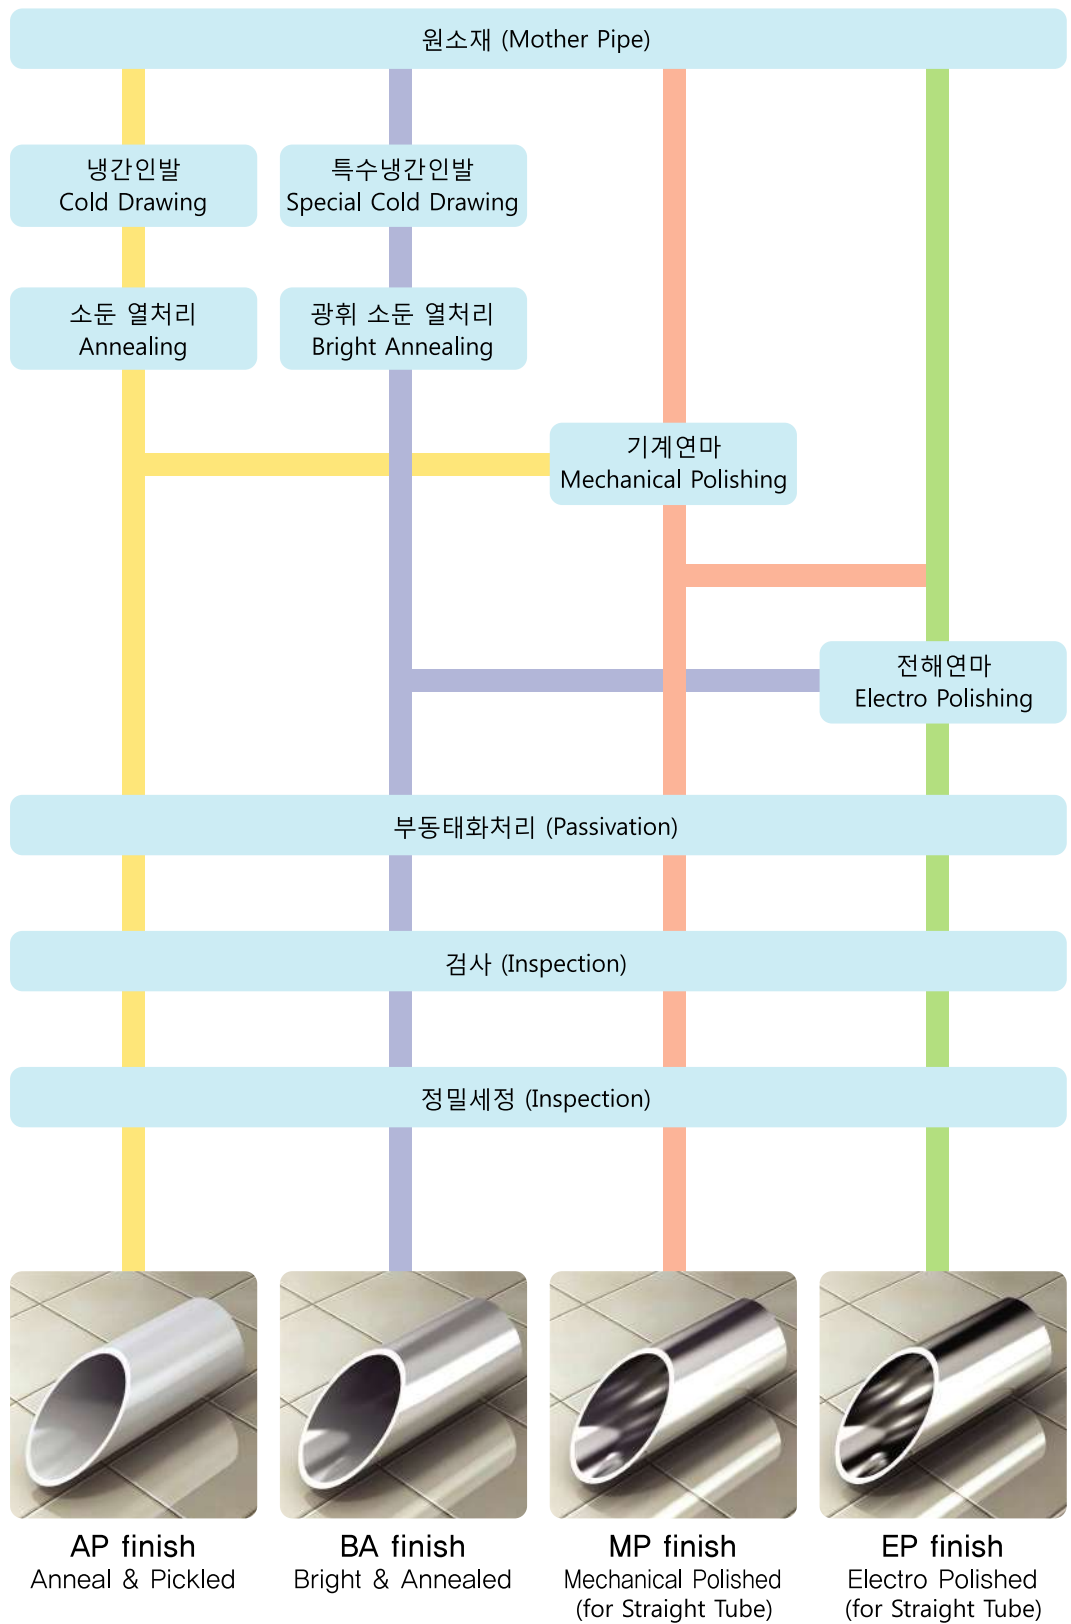 원소재 (Mother Pipe)
냉간인발
Cold Drawing
특수냉간인발
Special Cold Drawing
소둔 열처리
Annealing
광휘 소둔 열처리
Bright Annealing
기계연마
Mechanical Polishing
전해연마
Electro Polishing
부동태화처리 (Passivation)
검사 (Inspection)
정밀세정 (Inspection)
AP finish
Anneal & Pickled
BA finish
Bright & Annealed
MP finish
Mechanical Polished
(for Straight Tube)
EP finish
Electro Polished
(for Straight Tube)